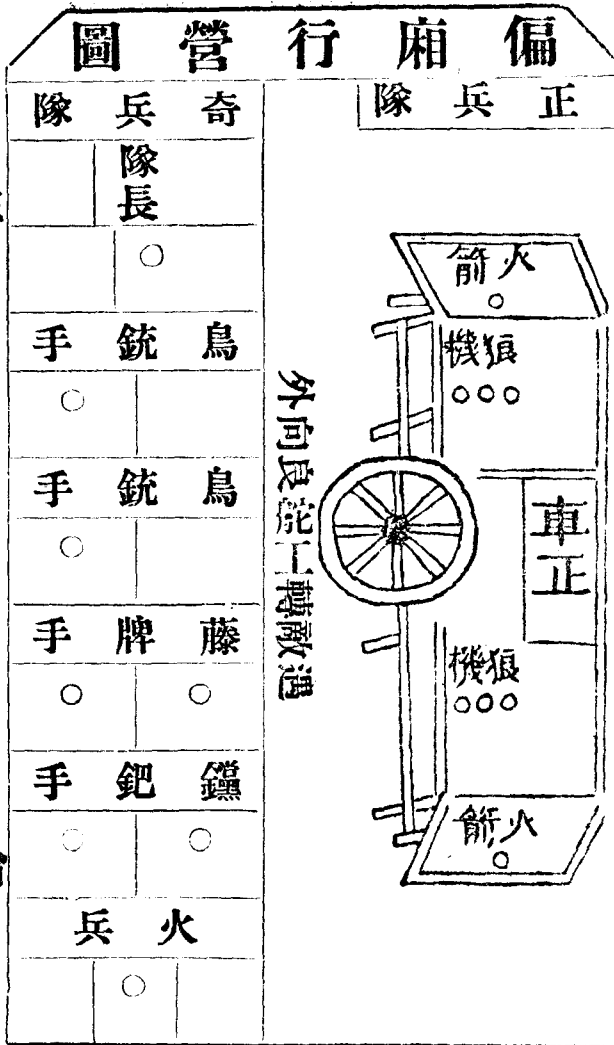 偏廂行營圖
正兵隊
火箭
狼機
車正
狼機
火箭
遇敵轉一舵良向外
奇兵隊
隊長
鳥銃手
鳥銃手
藤牌手
钂鈀手
火兵